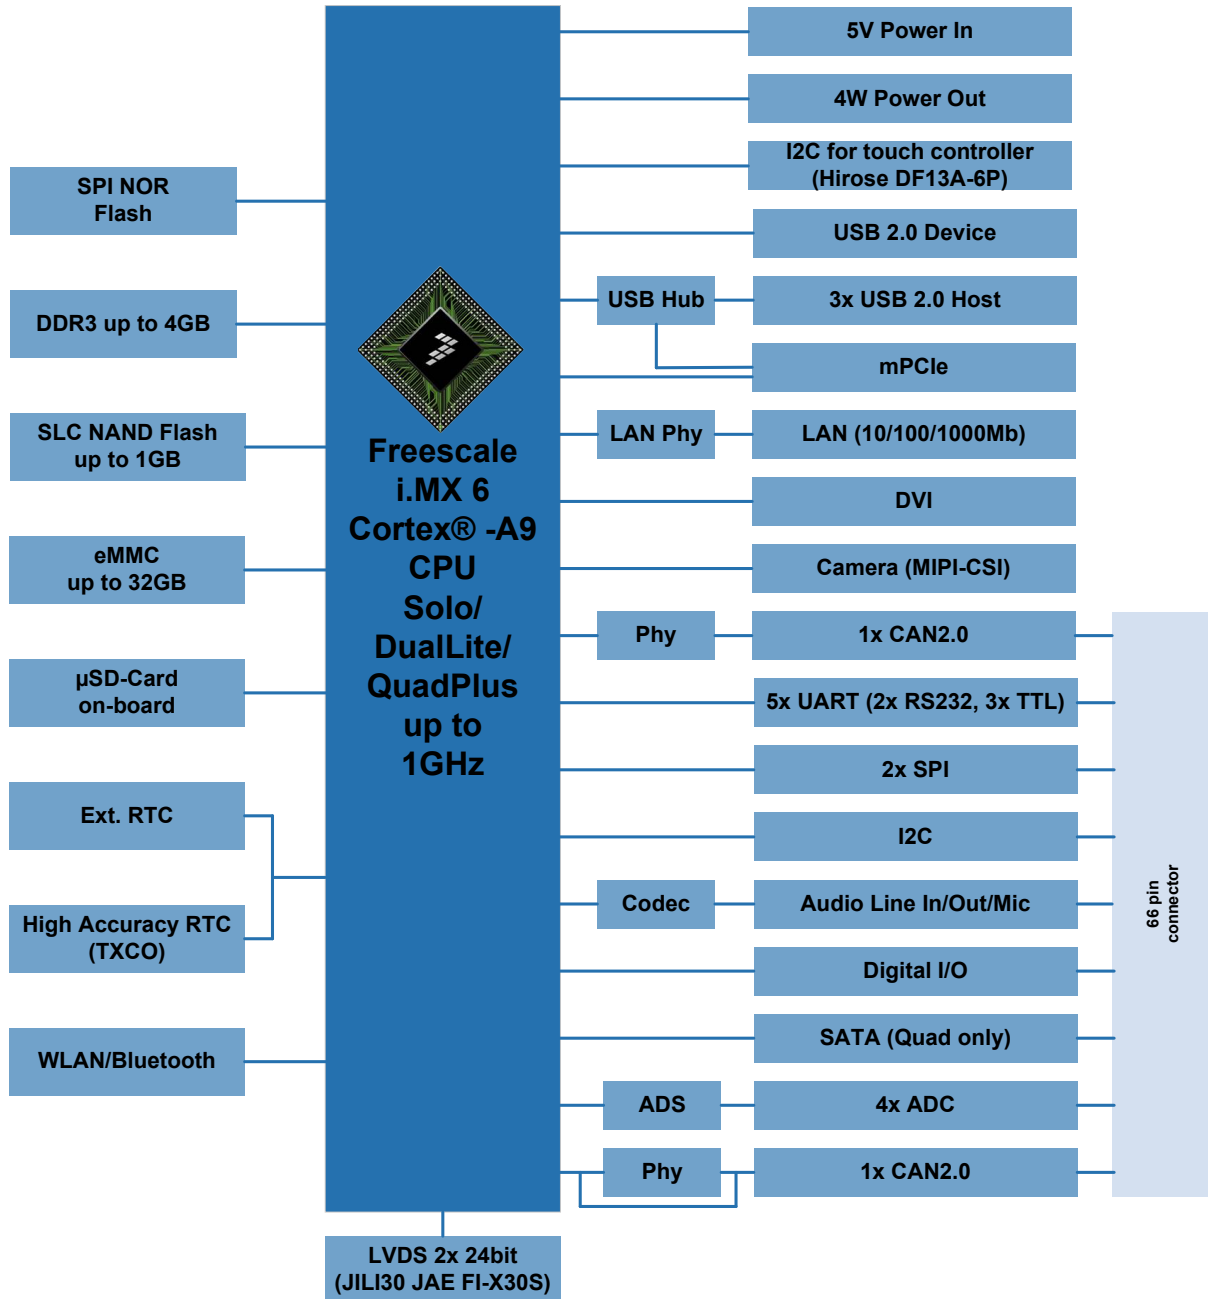 5V Power In
4W Power Out
I2C for touch controller
(Hirose DF13A-6P)
SPI NOR
Flash
USB 2.0 Device
USB Hub
3x USB 2.0 Host
DDR3 up to 4GB
mPCIe
SLC NAND Flash
up to 1GB
LAN Phy
LAN (10/100/1000Mb)
Freescale
i.MX 6
Cortex® -A9
CPU
Solo/
DualLite/
QuadPlus
up to
1GHz
DVI
eMMC
up to 32GB
Camera (MIPI-CSI)
Phy
1x CAN2.0
µSD-Card
on-board
5x UART (2x RS232, 3x TTL)
2x SPI
Ext. RTC
I2C
High Accuracy RTC
(TXCO)
Codec
Audio Line In/Out/Mic
66 pin
connector
Digital I/O
WLAN/Bluetooth
SATA (Quad only)
ADS
4x ADC
Phy
1x CAN2.0
LVDS 2x 24bit
(JILI30 JAE FI-X30S)